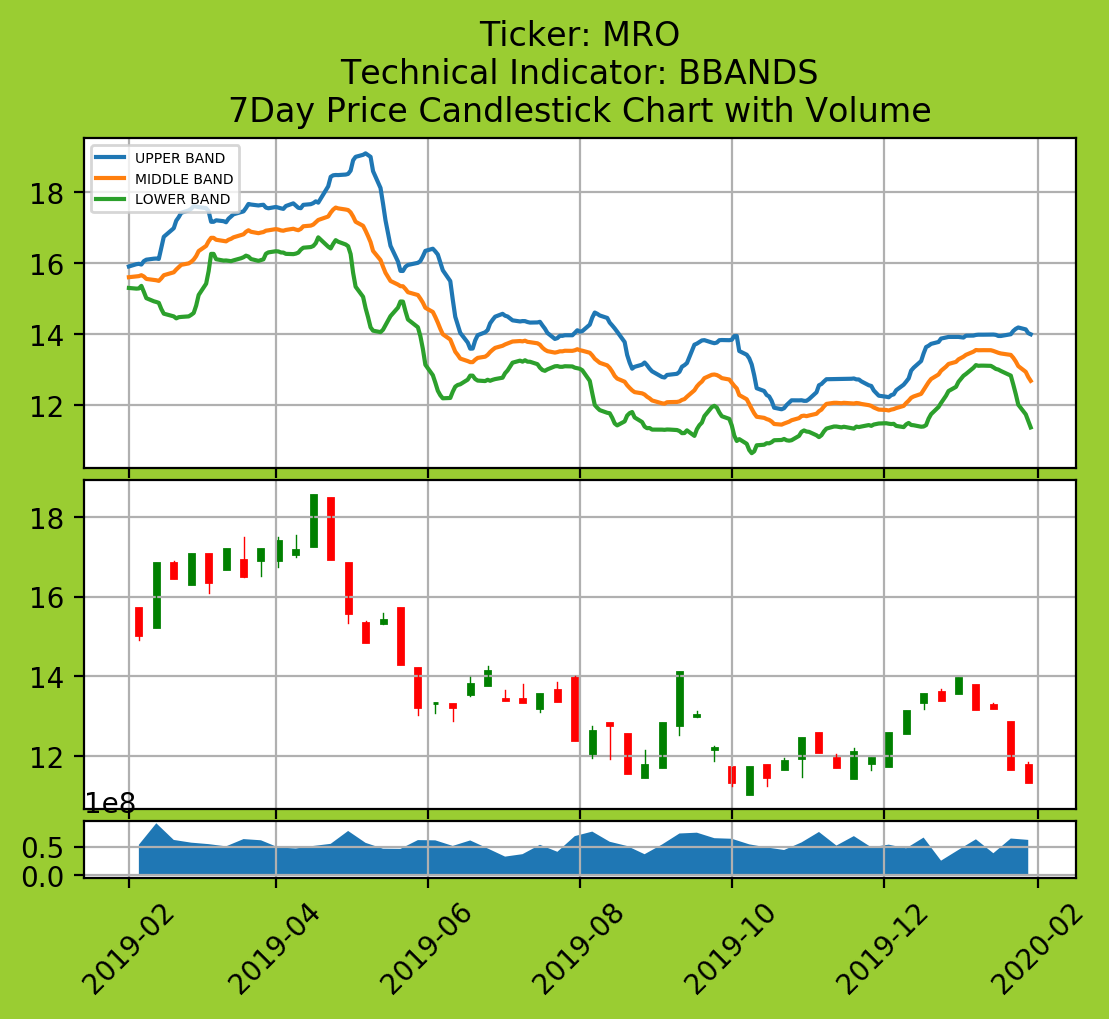 Ticker: MRO
Technical Indicator: BBANDS
7Day Price Candlestick Chart with Volume
UPPER BAND
MIDDLE BAND
LOWER BAND
18
16
14
12
18
16
14
12
1e8
0.5
0.0
2019-02
2019-04
2019-06
2019-08
2019-10
2019-12
2020-02